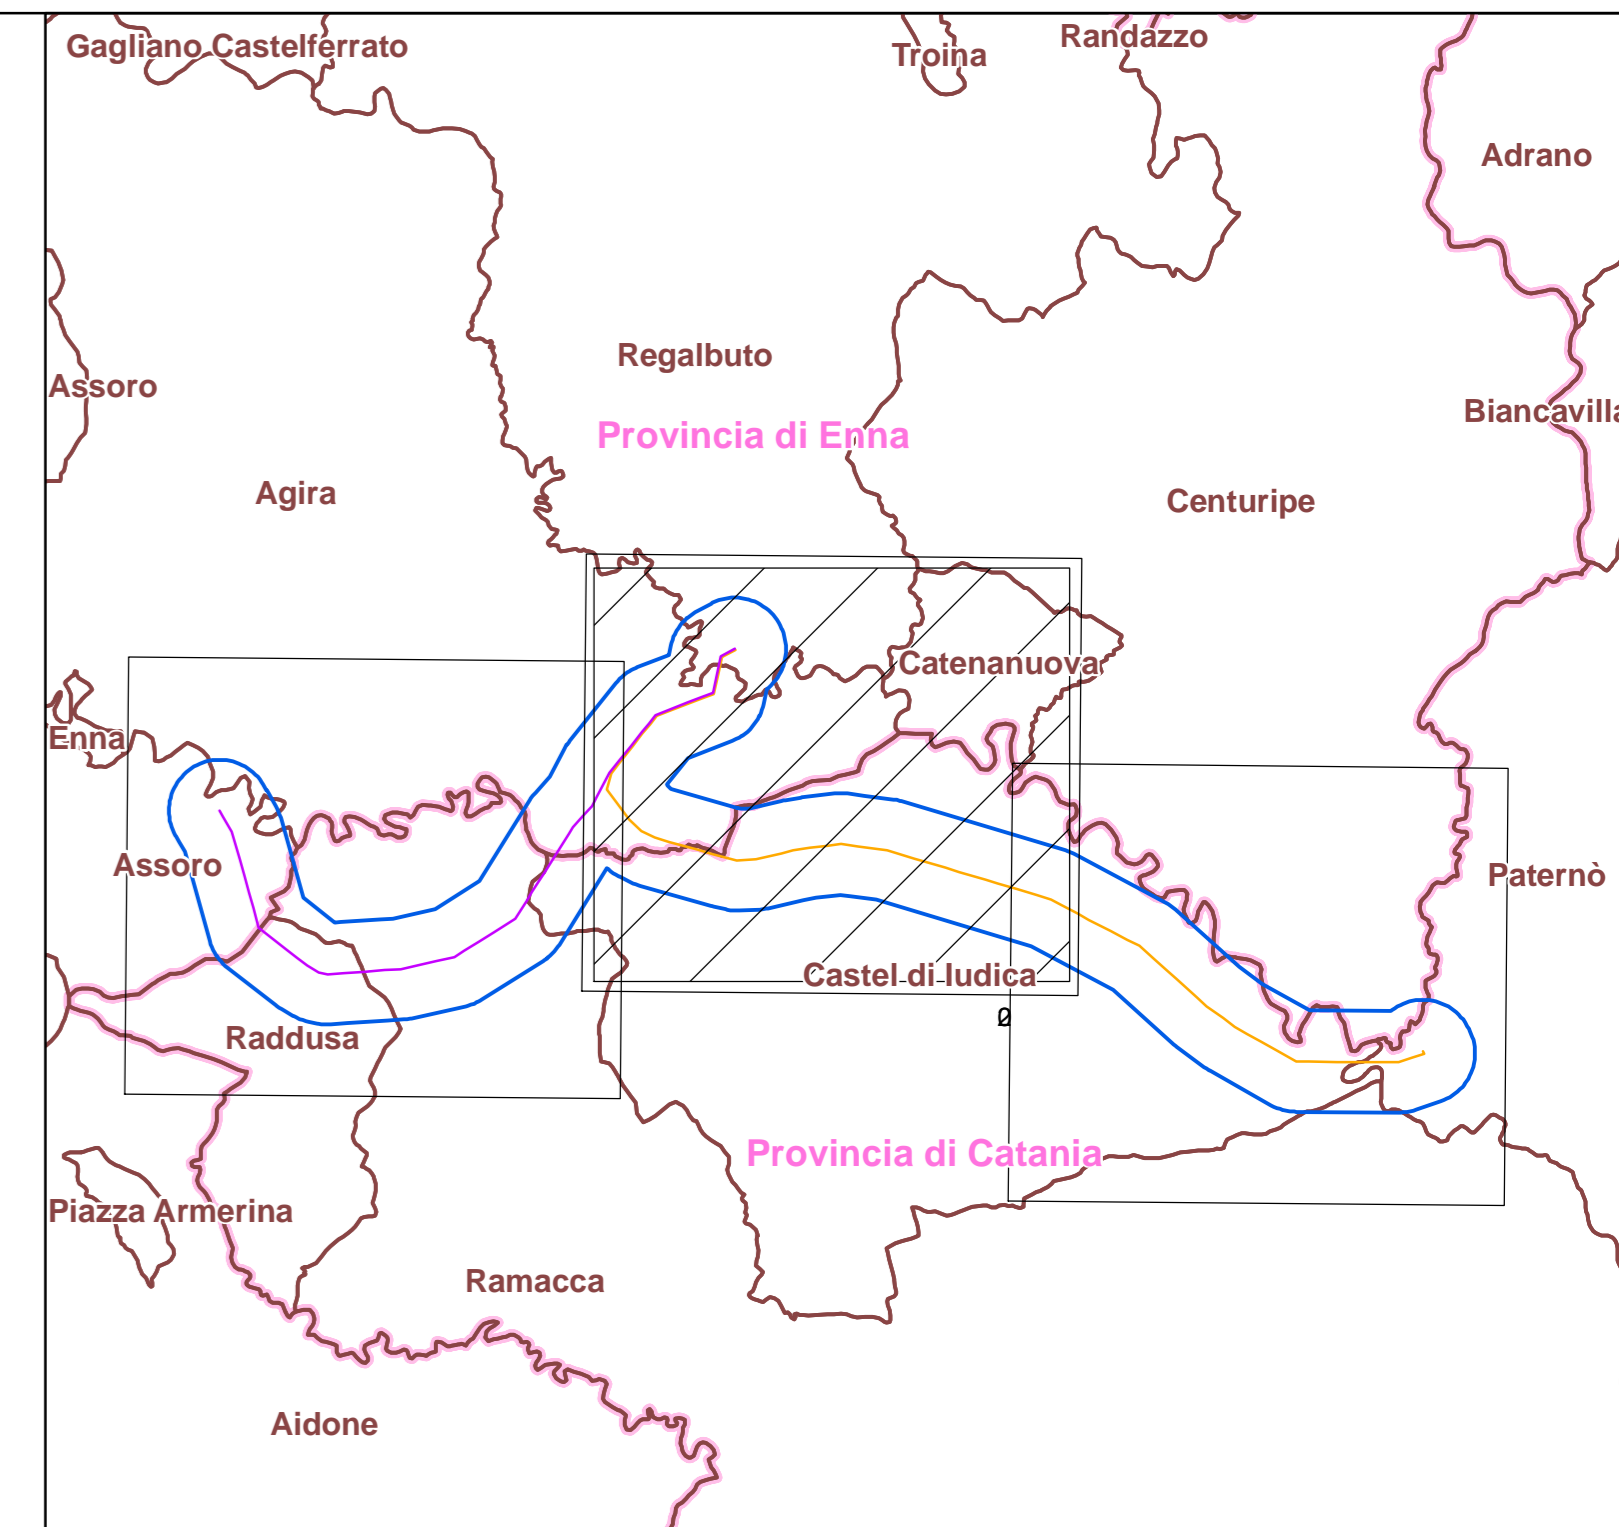 Gagliano Castelferrato
Troina
Randazzo
Adrano
Regalbuto
Assoro
Biancavilla
Provincia di Enna
Agira
Centuripe
Catenanuova
Enna
Assoro
Paternò
Castel di Iudica
Raddusa
Provincia di Catania
Piazza Armerina
Ramacca
Aidone